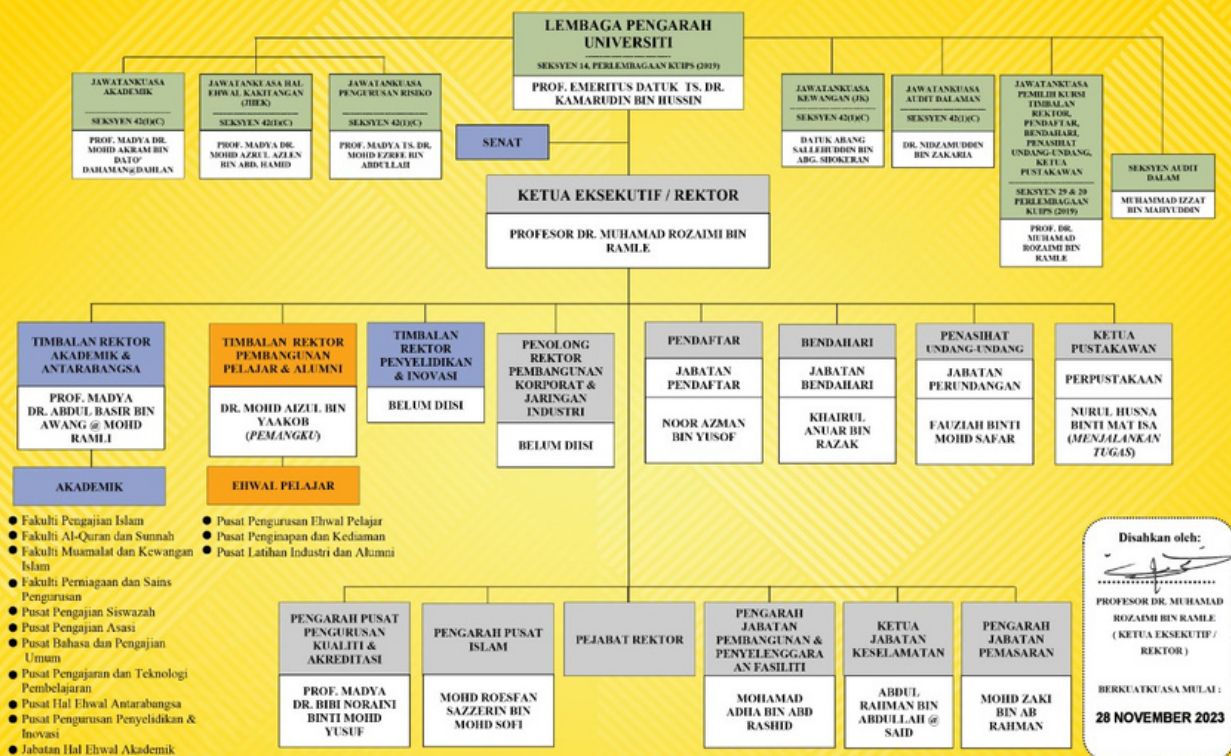 LEMBAGA PENGARAH
UNIVERSITI
SEKSYEN 14, PERLEMBAGAAN KUIPS (2019)
PROF. EMERITUS DATUK TS. DR.
KAMARUDIN BIN HUSSIN
JAWATANKUASA
AKADEMIK
SEKSYEN 42(1)(C)
PROF. MADYA DR.
MOHD AKRAM BIN
DATO'
DAHAMAN@DAHLAN
JAWATANKUASA HAL
EHWAL KAKITANGAN
(JHEK)
SEKSYEN 42(1)(C)
PROF. MADYA DR.
MOHD AZRUL AZLEN
BIN ABD. HAMID
JAWATANKUASA
PENGURUSAN RISIKO
SEKSYEN 42(1)(C)
PROF. MADYA TS. DR.
MOHD EZREE BIN
ABDULLAH
JAWATANKUASA
KEWANGAN (JK)
SEKSYEN 42(1)(C)
DATUK ABANG
SALLEHUDDIN BIN
ABG. SHOKERAN
JAWATANKUASA
AUDIT DALAMAN
SEKSYEN 42(1)(C)
DR. NIDZAMUDDIN
BIN ZAKARIA
JAWATANKUASA
PEMILIH KURSI
TIMBALAN
REKTOR,
PENDAFTAR,
BENDAHARI,
PENASIHAT
UNDANG-UNDANG,
KETUA
PUSTAKAWAN
SEKSYEN 29 & 20
PERLEMBAGAAN
KUIPS (2019)
PROF. DR.
MUHAMAD
ROZAIMI BIN
RAMLE
SEKSYEN AUDIT
DALAM
MUHAMMAD IZZAT
BIN MAHYUDDIN
SENAT
KETUA EKSEKUTIF / REKTOR
PROFESOR DR. MUHAMAD ROZAIMI BIN
RAMLE
TIMBALAN REKTOR
AKADEMIK &
ANTARABANGSA
PROF. MADYA
DR. ABDUL BASIR BIN
AWANG @ MOHD
RAMLI
AKADEMIK
● Fakulti Pengajian Islam
● Fakulti Al-Quran dan Sunnah
● Fakulti Muamalat dan Kewangan
Islam
● Fakulti Perniagaan dan Sains
Pengurusan
● Pusat Pengajian Siswazah
● Pusat Pengajian Asasi
● Pusat Bahasa dan Pengajian
Umum
● Pusat Pengajaran dan Teknologi
Pembelajaran
● Pusat Hal Ehwal Antarabangsa
● Pusat Pengurusan Penyelidikan &
Inovasi
● Jabatan Hal Ehwal Akademik
TIMBALAN REKTOR
PEMBANGUNAN
PELAJAR & ALUMNI
DR. MOHD AIZUL BIN
YAAKOB
(PEMANGKU)
EHWAL PELAJAR
● Pusat Pengurusan Ehwal Pelajar
● Pusat Penginapan dan Kediaman
● Pusat Latihan Industri dan Alumni
TIMBALAN
REKTOR
PENYELIDIKAN
& INOVASI
BELUM DIISI
PENOLONG
REKTOR
PEMBANGUNAN
KORPORAT &
JARINGAN
INDUSTRI
BELUM DIISI
PENDAFTAR
JABATAN
PENDAFTAR
NOOR AZMAN
BIN YUSOF
BENDAHARI
JABATAN
BENDAHARI
KHAIRUL
ANUAR BIN
RAZAK
PENASIHAT
UNDANG-UNDANG
JABATAN
PERUNDANGAN
FAUZIAH BINTI
MOHD SAFAR
KETUA
PUSTAKAWAN
PERPUSTAKAAN
NURUL HUSNA
BINTI MAT ISA
(MENJALANKAN
TUGAS)
PENGARAH PUSAT
PENGURUSAN
KUALITI &
AKREDITASI
PROF. MADYA
DR. BIBI NORAINI
BINTI MOHD
YUSUF
PENGARAH PUSAT
ISLAM
MOHD ROESFAN
SAZZERIN BIN
MOHD SOFI
PEJABAT REKTOR
PENGARAH
JABATAN
PEMBANGUNAN &
PENYELENGGARA
AN FASILITI
MOHAMAD
ADHA BIN ABD
RASHID
KETUA
JABATAN
KESELAMATAN
ABDUL
RAHMAN BIN
ABDULLAH @
SAID
PENGARAH
JABATAN
PEMASARAN
MOHD ZAKI
BIN AB
RAHMAN
Disahkan oleh:
PROFESOR DR. MUHAMAD
ROZAIMI BIN RAMLE
( KETUA EKSEKUTIF /
REKTOR )
BERKUATKUASA MULAI :
28 NOVEMBER 2023